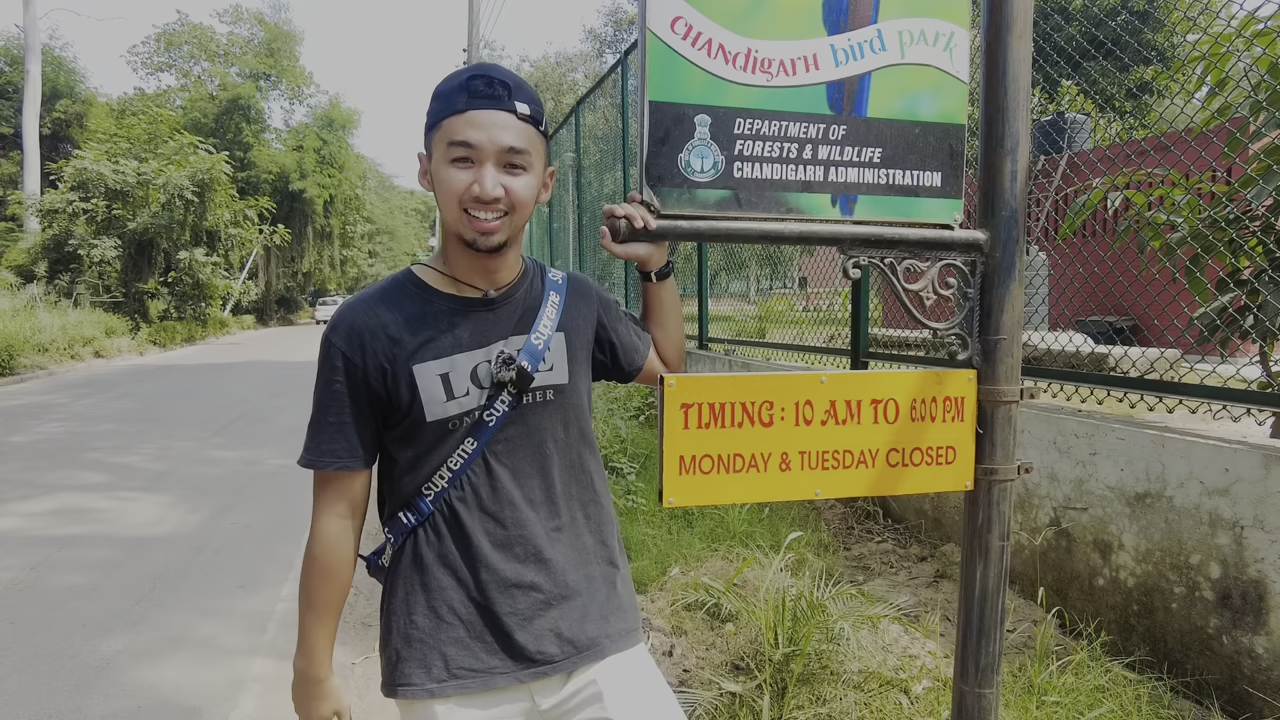 CHANDIGARH bird park
DEPARTMENT OF
FORESTS & WILDLIFE
CHANDIGARH ADMINISTRATION
TIMING : 10 AM TO 6.00 PM
MONDAY & TUESDAY CLOSED
Supreme
Supreme
Supreme